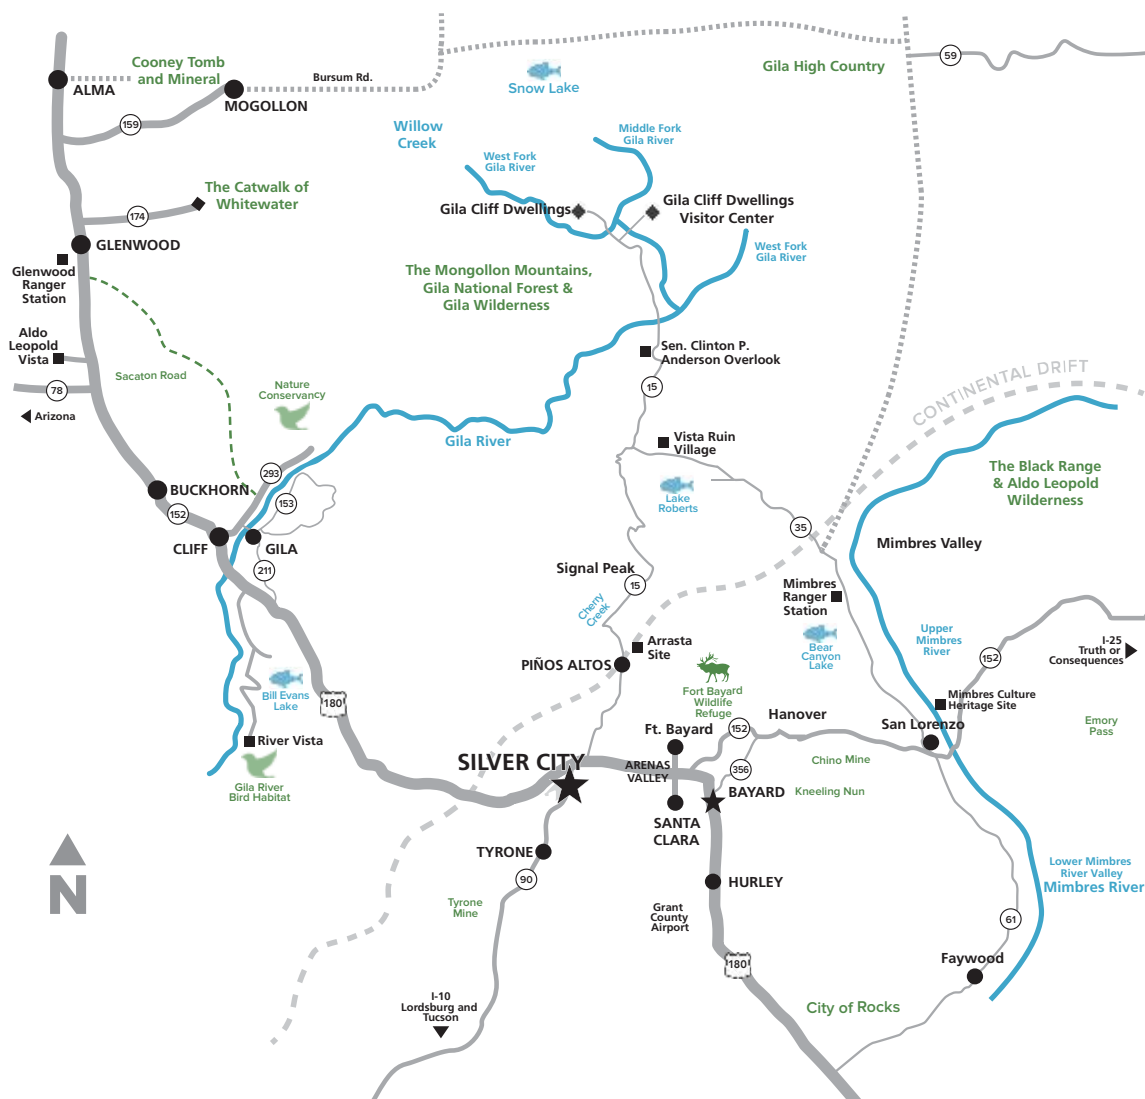 59
Cooney Tomb
and Mineral
Gila High Country
Bursum Rd.
ALMA
MOGOLLON
Snow Lake
159
Willow
Creek
Middle Fork
Gila River
West Fork
Gila River
The Catwalk of
Whitewater
174
Gila Cliff Dwellings
Gila Cliff Dwellings
Visitor Center
GLENWOOD
West Fork
Gila River
Glenwood
Ranger
Station
The Mongollon Mountains,
Gila National Forest &
Gila Wilderness
Aldo
Leopold
Vista
Sen. Clinton P.
Anderson Overlook
Sacaton Road
78
Arizona
Nature
Conservancy
15
CONTINENTAL DRIFT
Gila River
Vista Ruin
Village
The Black Range
& Aldo Leopold
Wilderness
293
BUCKHORN
153
Lake
Roberts
152
35
CLIFF
GILA
Mimbres Valley
211
Signal Peak
15
Cherry
Creek
Mimbres
Ranger
Station
Bear
Canyon
Lake
Upper
Mimbres
River
152
I-25
Truth or
Consequences
Arrasta
Site
PIÑOS ALTOS
Fort Bayard
Wildlife
Refuge
Bill Evans
Lake
180
Mimbres Culture
Heritage Site
Emory
Pass
River Vista
Hanover
San Lorenzo
Ft. Bayard
152
SILVER CITY
ARENAS
VALLEY
356
Chino Mine
Gila River
Bird Habitat
BAYARD
Kneeling Nun
SANTA
CLARA
TYRONE
N
90
HURLEY
Lower Mimbres
River Valley
Mimbres River
Tyrone
Mine
Grant
County
Airport
61
180
Faywood
I-10
Lordsburg and
Tucson
City of Rocks